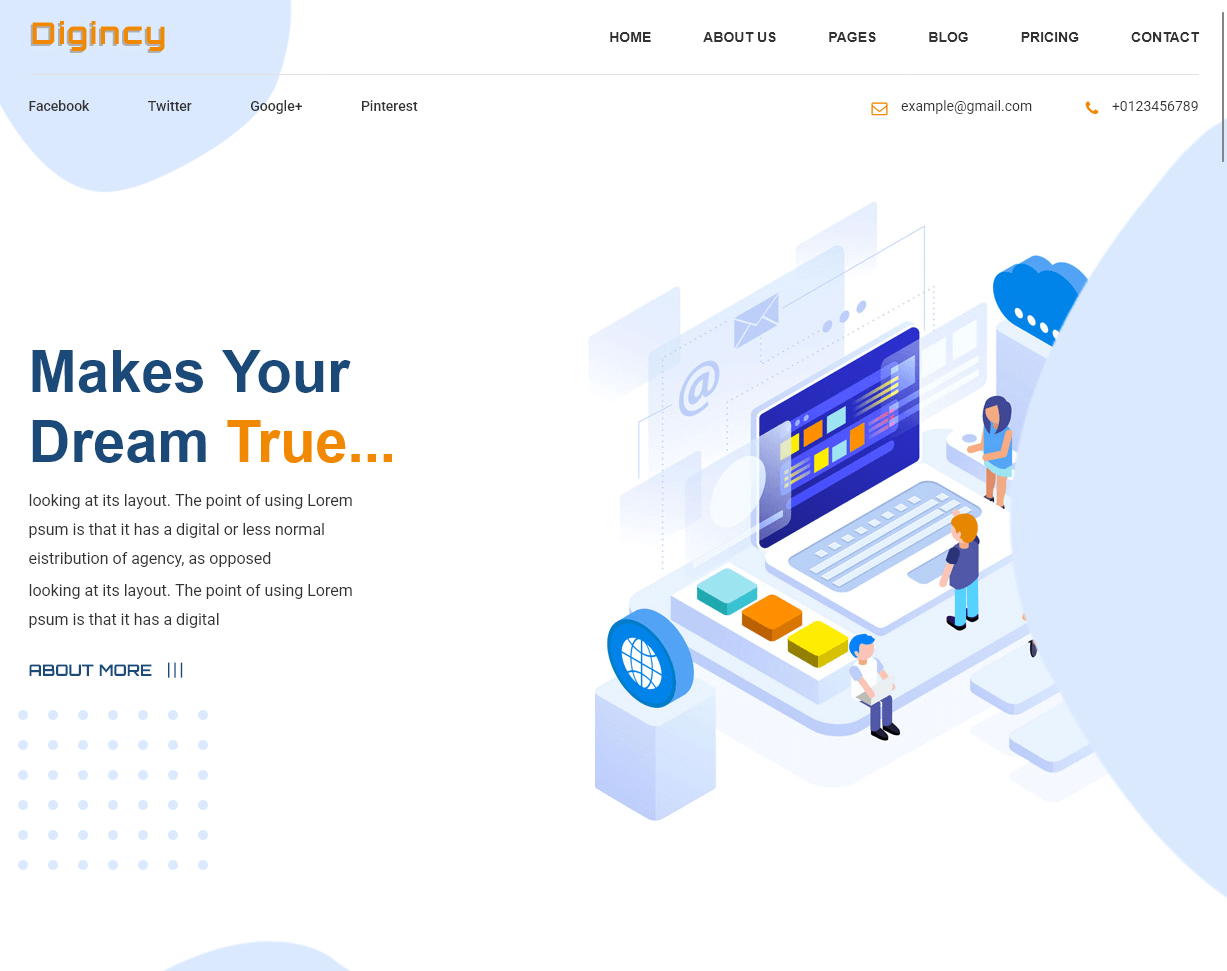 Digincy
HOME ABOUT US PAGES BLOG PRICING CONTACT
Facebook Twitter Google+ Pinterest
example@gmail.com +0123456789
@
Makes Your
Dream True...
looking at its layout. The point of using Lorem
psum is that it has a digital or less normal
eistribution of agency, as opposed
looking at its layout. The point of using Lorem
psum is that it has a digital
ABOUT MORE